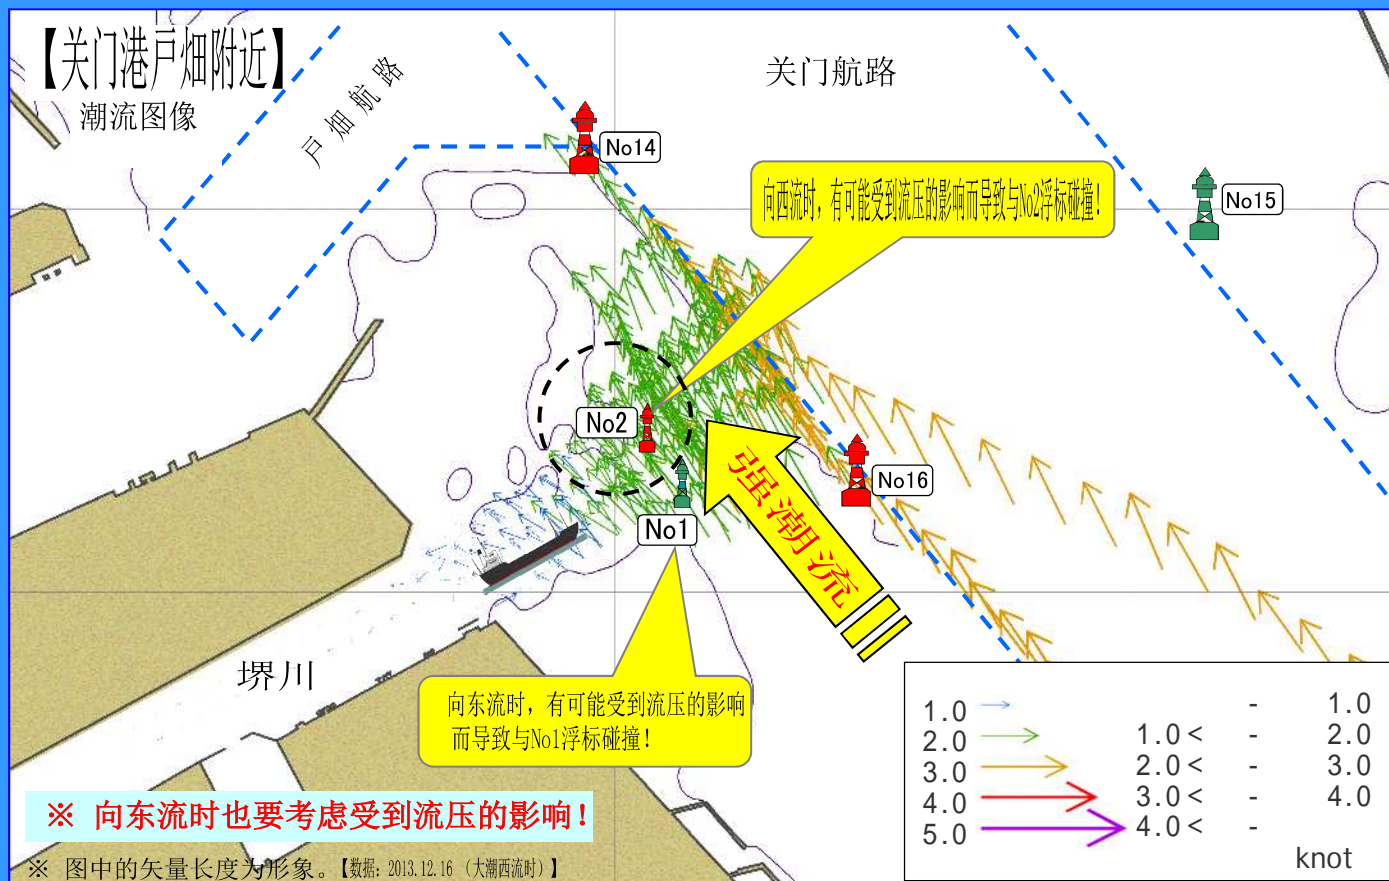 【关门港戸畑附近】
潮流图像
戸畑航路
关门航路
No14
No15
向西流时，有可能受到流压的影响而导致与No2浮标碰撞！
No2
No16
No1
强潮流
堺川
向东流时，有可能受到流压的影响
而导致与No1浮标碰撞！
1.0 - 1.0
2.0 1.0< - 2.0
3.0 2.0< - 3.0
4.0 3.0< - 4.0
5.0 4.0< -
knot
※ 向东流时也要考虑受到流压的影响！
※ 图中的矢量长度为形象。【数据：2013.12.16 （大潮西流时）】